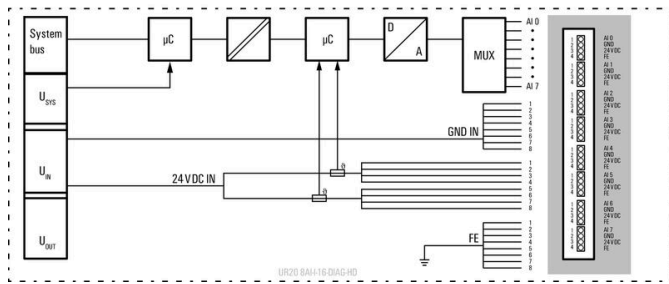 System
bus
µC
µC
D
A
MUX
AI 0
AI 7
U SYS
GND IN
1
2
3
4
5
6
7
8
U IN
24 V DC IN
1
2
3
4
5
6
7
8
U OUT
FE
1
2
3
4
5
6
7
8
UR20 8AI-I-16-DIAG-HD
AI 0
GND
24 V DC
FE
AI 1
GND
24 V DC
FE
AI 2
GND
24 V DC
FE
AI 3
GND
24 V DC
FE
AI 4
GND
24 V DC
FE
AI 5
GND
24 V DC
FE
AI 6
GND
24 V DC
FE
AI 7
GND
24 V DC
FE